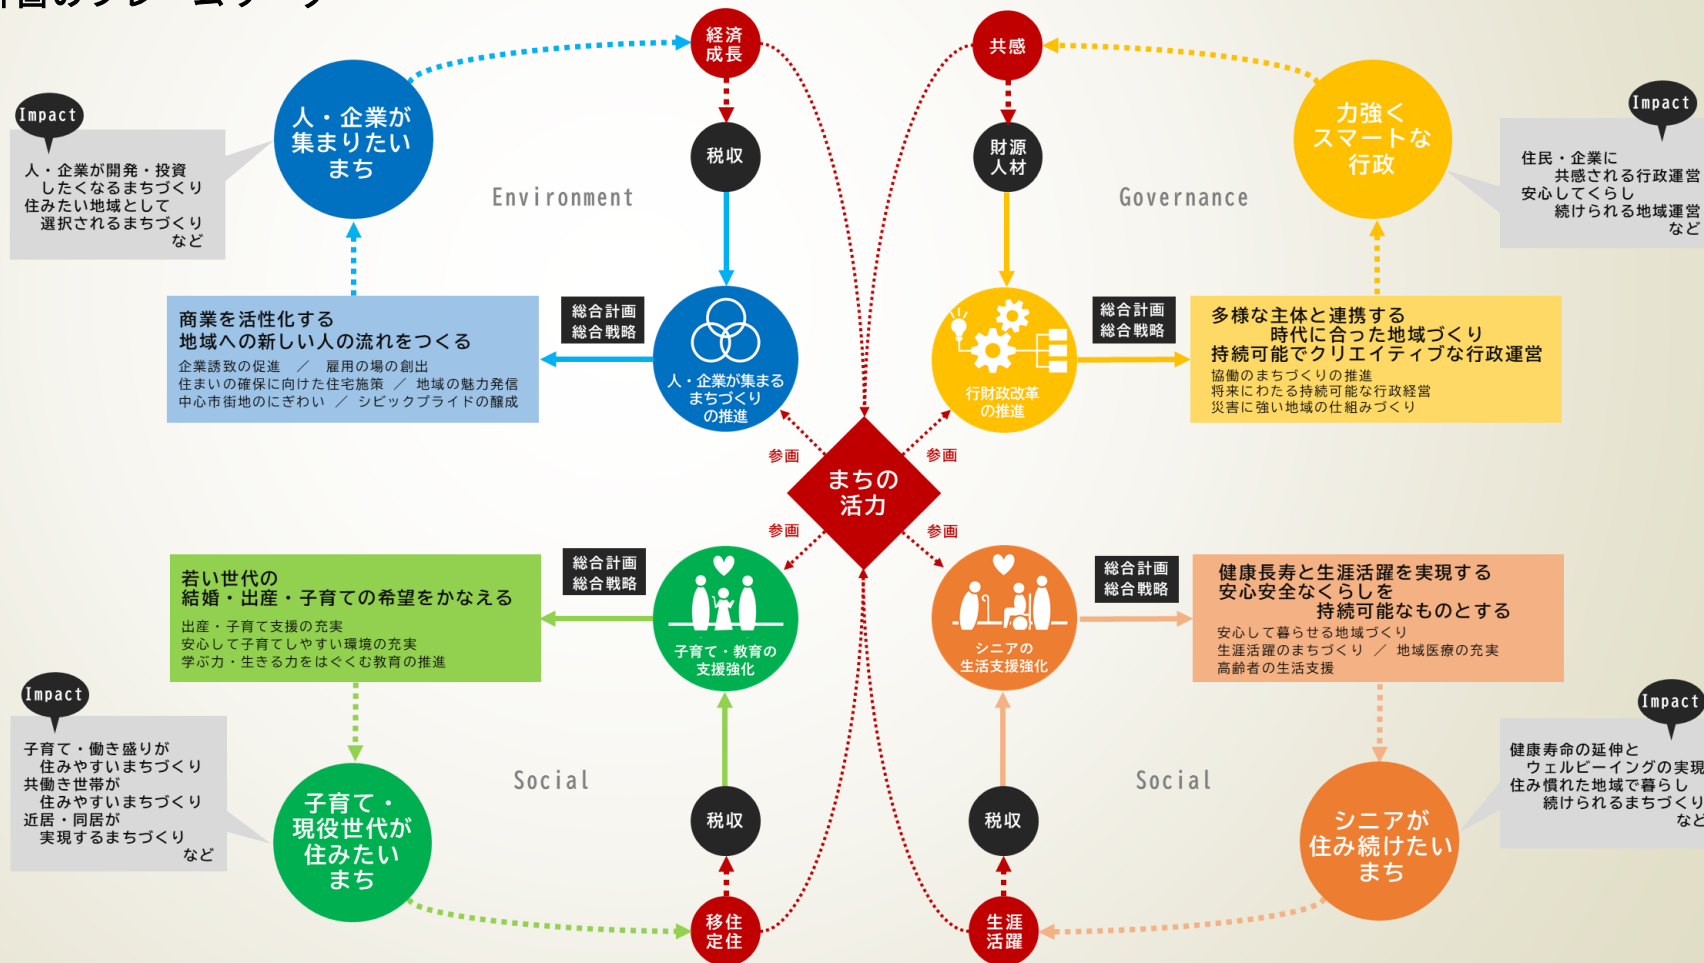 計画のフレームワーク
経済
成長
税収
共感
財源
人材
Impact
人・企業が開発・投資
したくなるまちづくり
住みたい地域として
選択されるまちづくり
など
人・企業が
集まりたい
まち
Environment
Governance
力強く
スマートな
行政
Impact
住民・企業に
共感される行政運営
安心してくらし
続けられる地域運営
など
商業を活性化する
地域への新しい人の流れをつくる
企業誘致の促進 ／ 雇用の場の創出
住まいの確保に向けた住宅施策 ／ 地域の魅力発信
中心市街地のにぎわい ／ シビックプライドの醸成
総合計画
総合戦略
人・企業が集まる
まちづくり
の推進
行財政改革
の推進
総合計画
総合戦略
多様な主体と連携する
時代に合った地域づくり
持続可能でクリエイティブな行政運営
協働のまちづくりの推進
将来にわたる持続可能な行政経営
災害に強い地域の仕組みづくり
参画
参画
まちの
活力
参画
参画
若い世代の
結婚・出産・子育ての希望をかなえる
出産・子育て支援の充実
安心して子育てしやすい環境の充実
学ぶ力・生きる力をはぐくむ教育の推進
総合計画
総合戦略
子育て・教育の
支援強化
シニアの
生活支援強化
総合計画
総合戦略
健康長寿と生涯活躍を実現する
安心安全なくらしを
持続可能なものとする
安心して暮らせる地域づくり
生涯活躍のまちづくり ／ 地域医療の充実
高齢者の生活支援
Impact
子育て・働き盛りが
住みやすいまちづくり
共働き世帯が
住みやすいまちづくり
近居・同居が
実現するまちづくり
など
子育て・
現役世代が
住みたい
まち
Social
税収
移住
定住
税収
生涯
活躍
Social
シニアが
住み続けたい
まち
Impact
健康寿命の延伸と
ウェルビーイングの実現
住み慣れた地域で暮らし
続けられるまちづくり
など